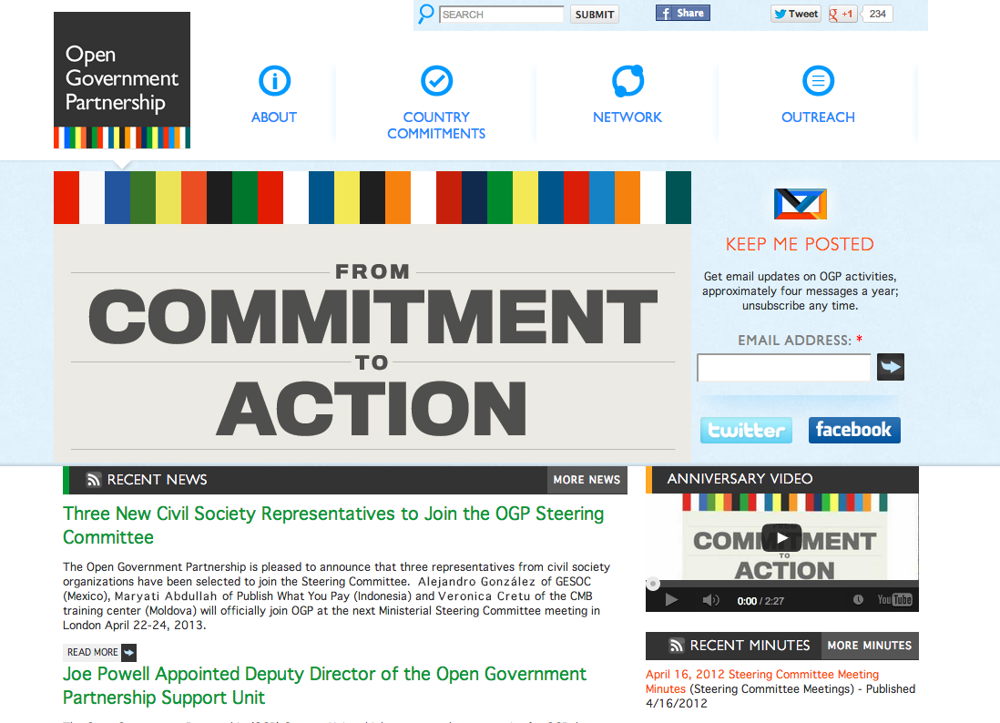 SEARCH
SUBMIT
f Share
Tweet
g +1
234
Open
Government
Partnership
ABOUT
COUNTRY
COMMITMENTS
NETWORK
OUTREACH
FROM
COMMITMENT
TO
ACTION
KEEP ME POSTED
Get email updates on OGP activities,
approximately four messages a year;
unsubscribe any time.
EMAIL ADDRESS: *
twitter
facebook
RECENT NEWS
MORE NEWS
Three New Civil Society Representatives to Join the OGP Steering
Committee
The Open Government Partnership is pleased to announce that three representatives from civil society
organizations have been selected to join the Steering Committee. Alejandro González of GESOC
(Mexico), Maryati Abdullah of Publish What You Pay (Indonesia) and Veronica Cretu of the CMB
training center (Moldova) will officially join OGP at the next Ministerial Steering Committee meeting in
London April 22-24, 2013.
READ MORE
Joe Powell Appointed Deputy Director of the Open Government
Partnership Support Unit
ANNIVERSARY VIDEO
COMMITMENT
TO
ACTION
0:00 / 2:27
YouTube
RECENT MINUTES
MORE MINUTES
April 16, 2012 Steering Committee Meeting
Minutes (Steering Committee Meetings) - Published
4/16/2012